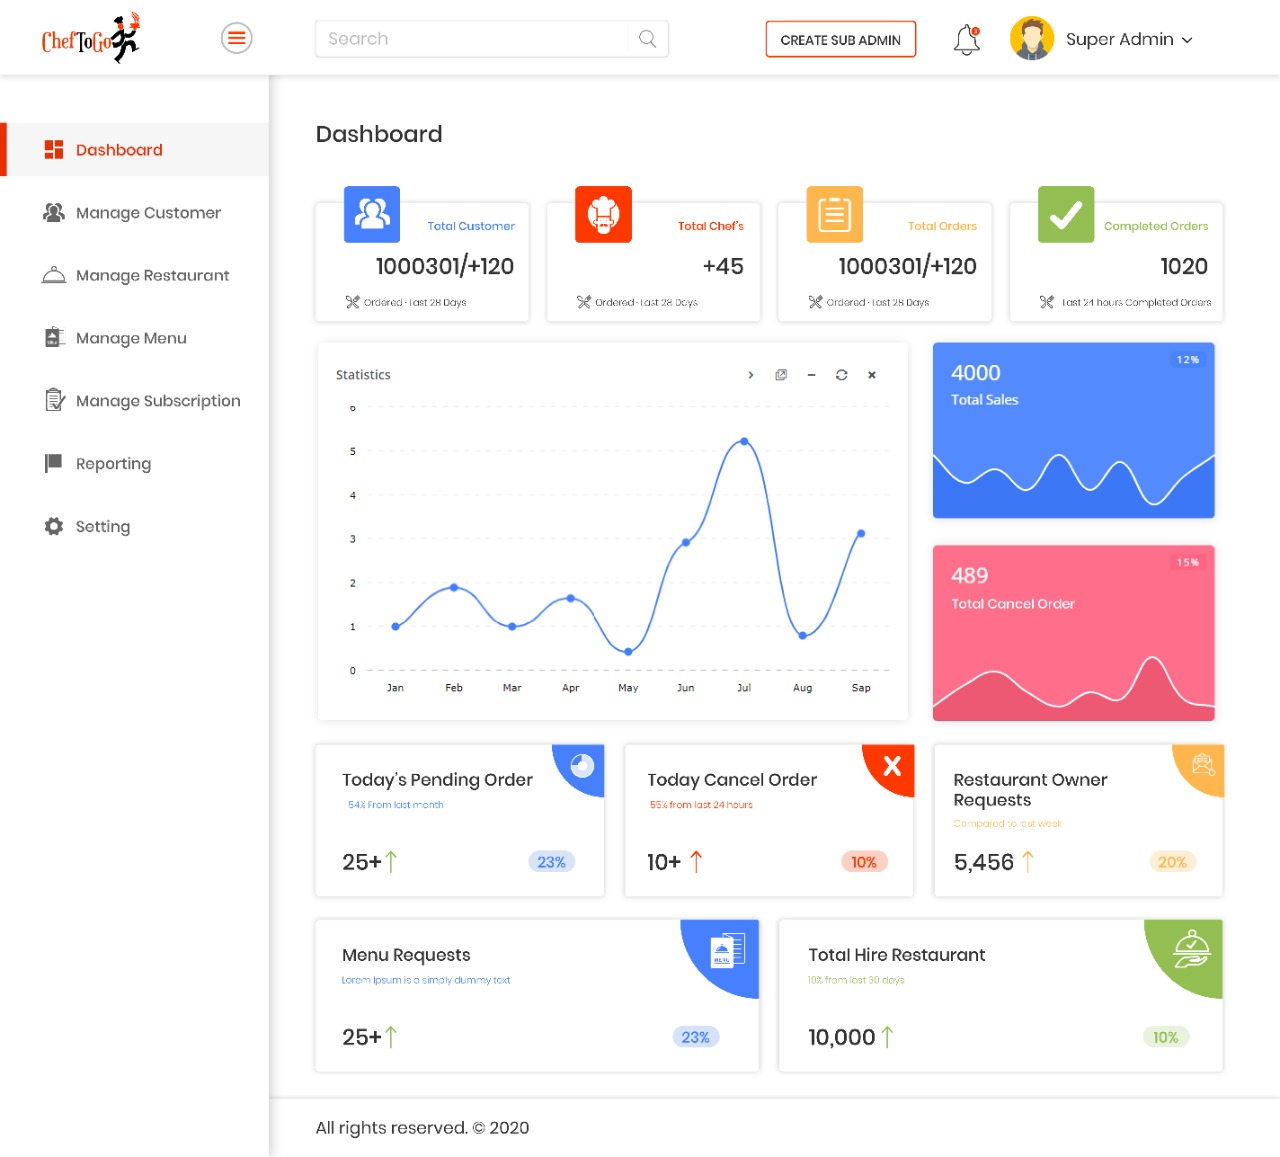 ChefToGo
Search
CREATE SUB ADMIN
Super Admin
Dashboard
Manage Customer
Manage Restaurant
Manage Menu
Manage Subscription
Reporting
Setting
Dashboard
Total Customer
1000301/+120
Ordered · Last 28 Days
Total Chef's
+45
Ordered · Last 28 Days
Total Orders
1000301/+120
Ordered · Last 28 Days
Completed Orders
1020
Last 24 hours Completed Orders
Statistics
6
5
4
3
2
1
0
Jan Feb Mar Apr May Jun Jul Aug Sap
12%
4000
Total Sales
15%
489
Total Cancel Order
Today's Pending Order
54% From last month
25+
23%
Today Cancel Order
55% from last 24 hours
10+
10%
Restaurant Owner
Requests
Compared to last week
5,456
20%
Menu Requests
Lorem Ipsum is a simply dummy text
MENU
25+
23%
Total Hire Restaurant
10% from last 30 days
10,000
10%
All rights reserved. © 2020